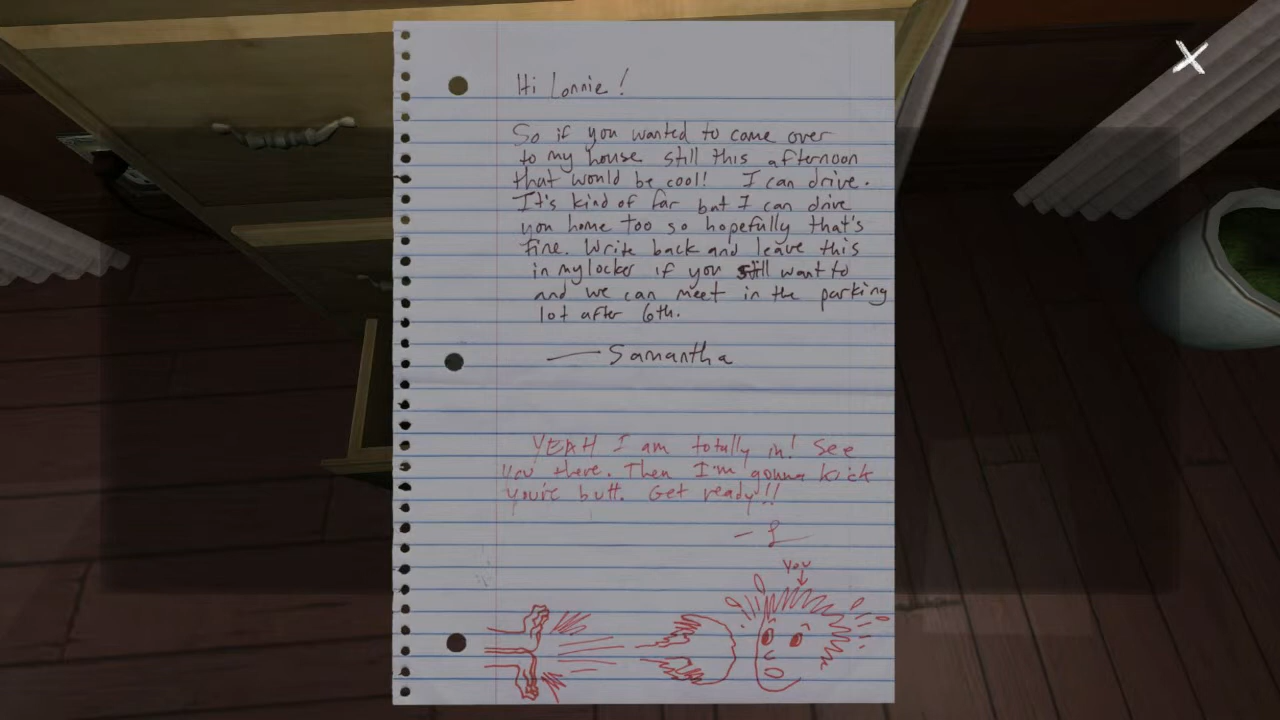 Hi Lonnie!
So if you wanted to come over
to my house still this afternoon
that would be cool! I can drive.
It's kind of far but I can drive
you home too so hopefully that's
fine. Write back and leave this
in my locker if you still want to
and we can meet in the parking
lot after 6th.
— Samantha
YEAH I am totally in! See
you there. Then I'm gonna kick
you're butt. Get ready!!
- L
You